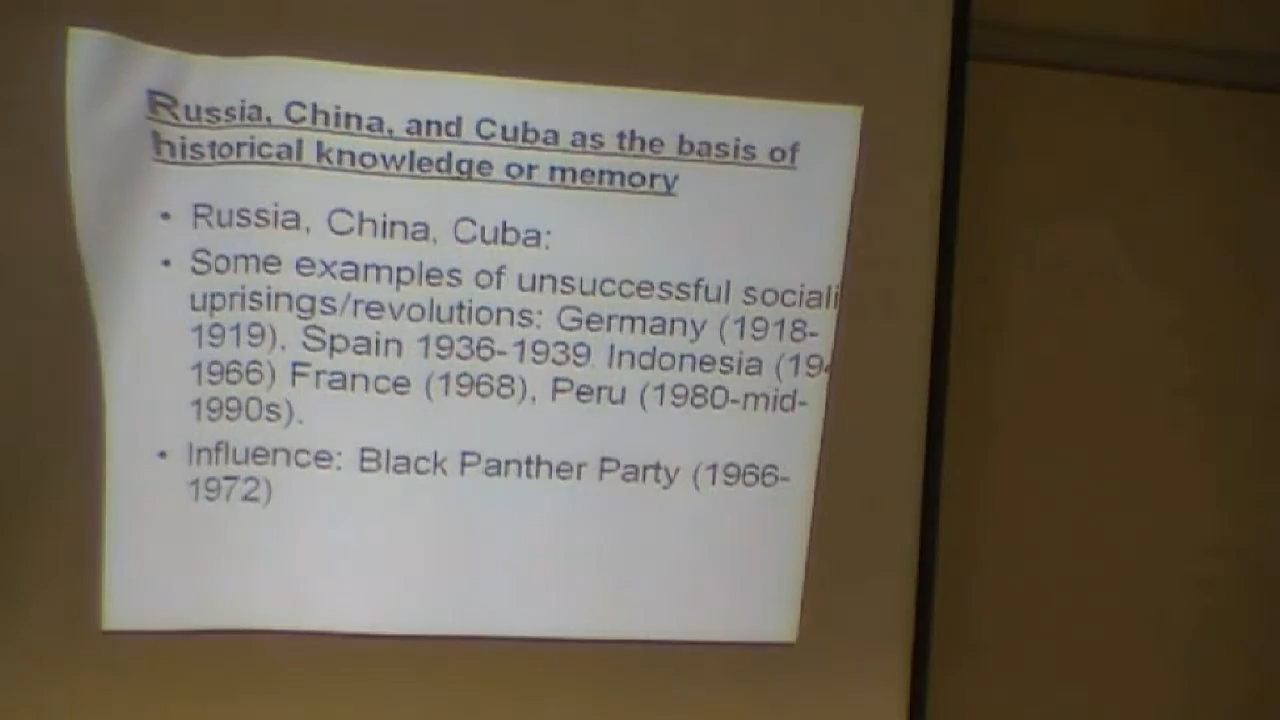 Russia, China, and Cuba as the basis of
historical knowledge or memory
• Russia, China, Cuba:
• Some examples of unsuccessful sociali
uprisings/revolutions: Germany (1918-
1919), Spain 1936-1939 Indonesia (19
1966) France (1968), Peru (1980-mid-
1990s).
• Influence: Black Panther Party (1966-
1972)